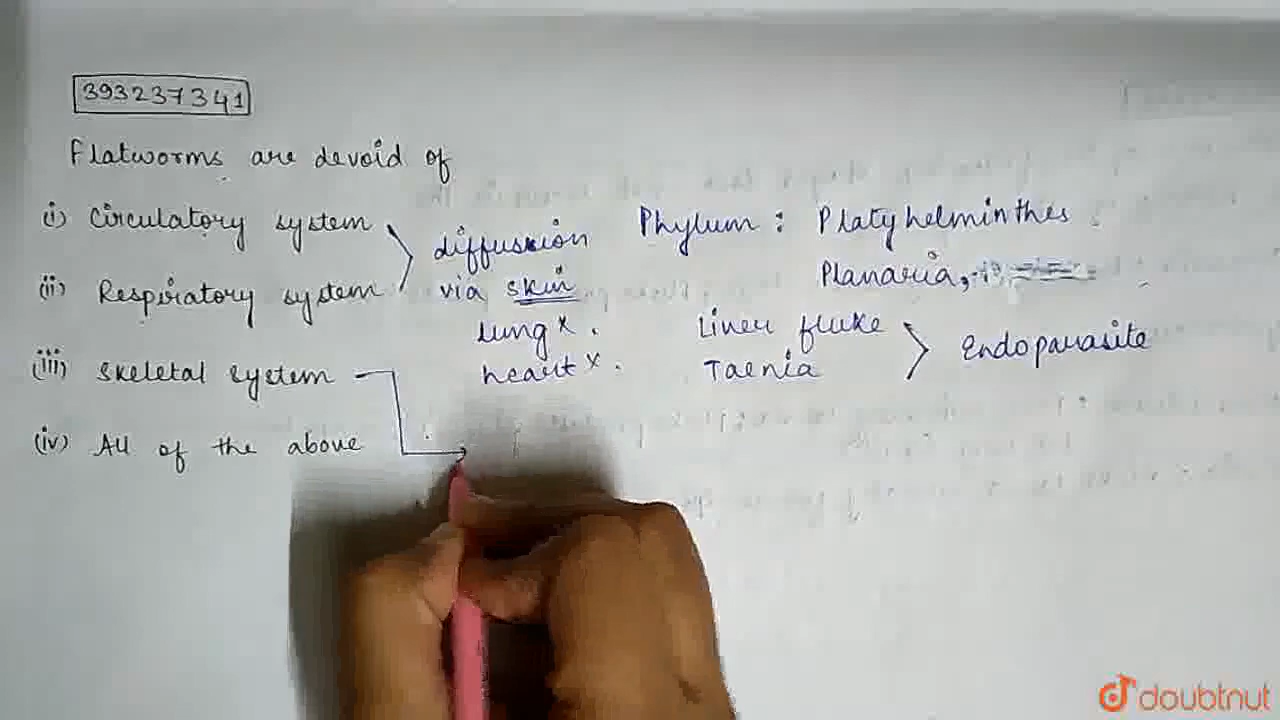 393237341
Flatworms are devoid of
(i) Circulatory system
(ii) Respiratory system
(iii) Skeletal system
(iv) All of the above
diffussion
via skin
lung x.
heart x.
Phylum: Platyhelminthes
Planaria,
Liver fluke
Taenia
Endoparasite
doubtnut